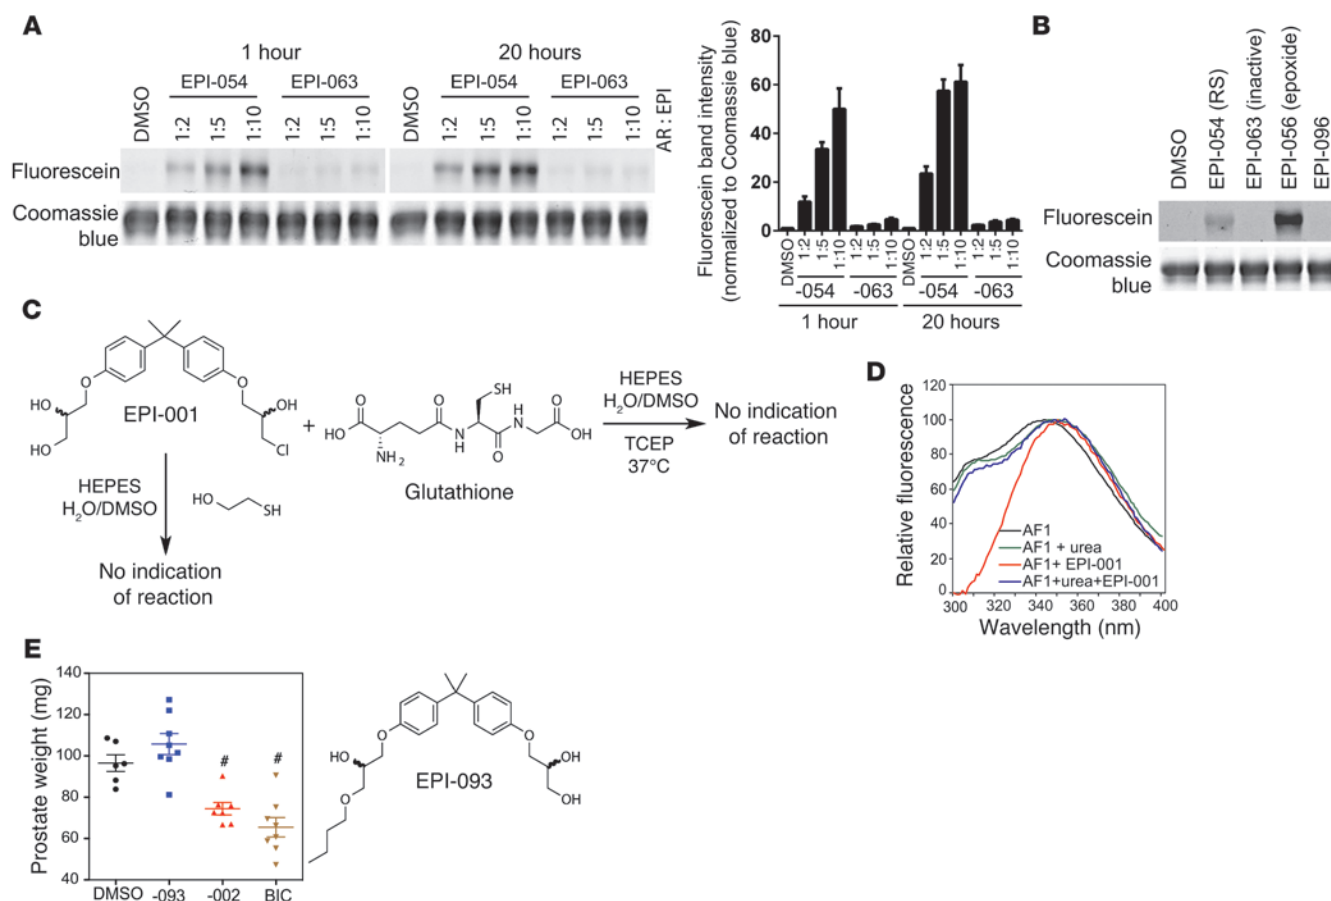 A
1 hour
20 hours
EPI-054
EPI-063
EPI-054
EPI-063
DMSO
1:2
1:5
1:10
1:2
1:5
1:10
DMSO
1:2
1:5
1:10
1:2
1:5
1:10
AR : EPI
Fluorescein
Coomassie
blue
Fluorescein band intensity
(normalized to Coomassie blue)
80
60
40
20
0
DMSO
1:2
1:5
1:10
1:2
1:5
1:10
DMSO
1:2
1:5
1:10
1:2
1:5
1:10
-054
-063
-054
-063
1 hour
20 hours
B
DMSO
EPI-054 (RS)
EPI-063 (inactive)
EPI-056 (epoxide)
EPI-096
Fluorescein
Coomassie
blue
C
O
O
HO
HO
OH
Cl
EPI-001
+
HO
O
NH2
O
N
H
SH
O
H
N
O
OH
Glutathione
HEPES
H2O/DMSO
TCEP
37°C
No indication
of reaction
HEPES
H2O/DMSO
HO
SH
No indication
of reaction
D
Relative fluorescence
120
100
80
60
40
20
0
AF1
AF1 + urea
AF1+ EPI-001
AF1+urea+EPI-001
300
320
340
360
380
400
Wavelength (nm)
E
Prostate weight (mg)
140
120
100
80
60
40
#
#
DMSO
-093
-002
BIC
O
O
HO
OH
OH
O
EPI-093